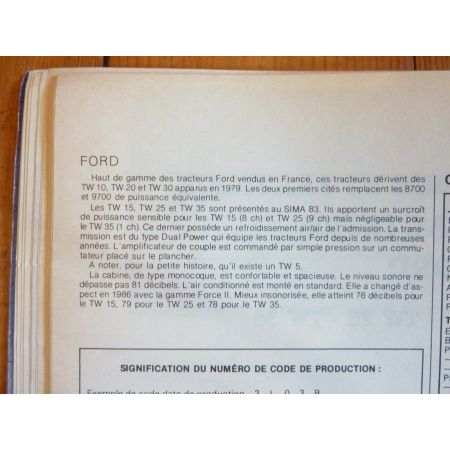 FORD
Haut de gamme des tracteurs Ford vendus en France, ces tracteurs dérivent des
TW 10, TW 20 et TW 30 apparus en 1979. Les deux premiers cités remplacent les 8700
et 9700 de puissance équivalente.
Les TW 15, TW 25 et TW 35 sont présentés au SIMA 83. Ils apportent un surcroît
de puissance sensible pour les TW 15 (8 ch) et TW 25 (9 ch) mais négligeable pour
le TW 35 (1 ch). Ce dernier possède un refroidissement air/air de l'admission. La trans-
mission est du type Dual Power qui équipe les tracteurs Ford depuis de nombreuses
années. L'amplificateur de couple est commandé par simple pression sur un commu-
tateur placé sur le plancher.
A noter, pour la petite histoire, qu'il existe un TW 5.
La cabine, de type monocoque, est confortable et spacieuse. Le niveau sonore ne
dépasse pas 81 décibels. L'air conditionné est monté en standard. Elle a changé d'as-
pect en 1986 avec la gamme Force II. Mieux insonorisée, elle atteint 76 décibels pour
le TW 15, 79 pour le TW 25 et 78 pour le TW 35.
SIGNIFICATION DU NUMÉRO DE CODE DE PRODUCTION :
Exemple de code date de production 3 L 0 3 B